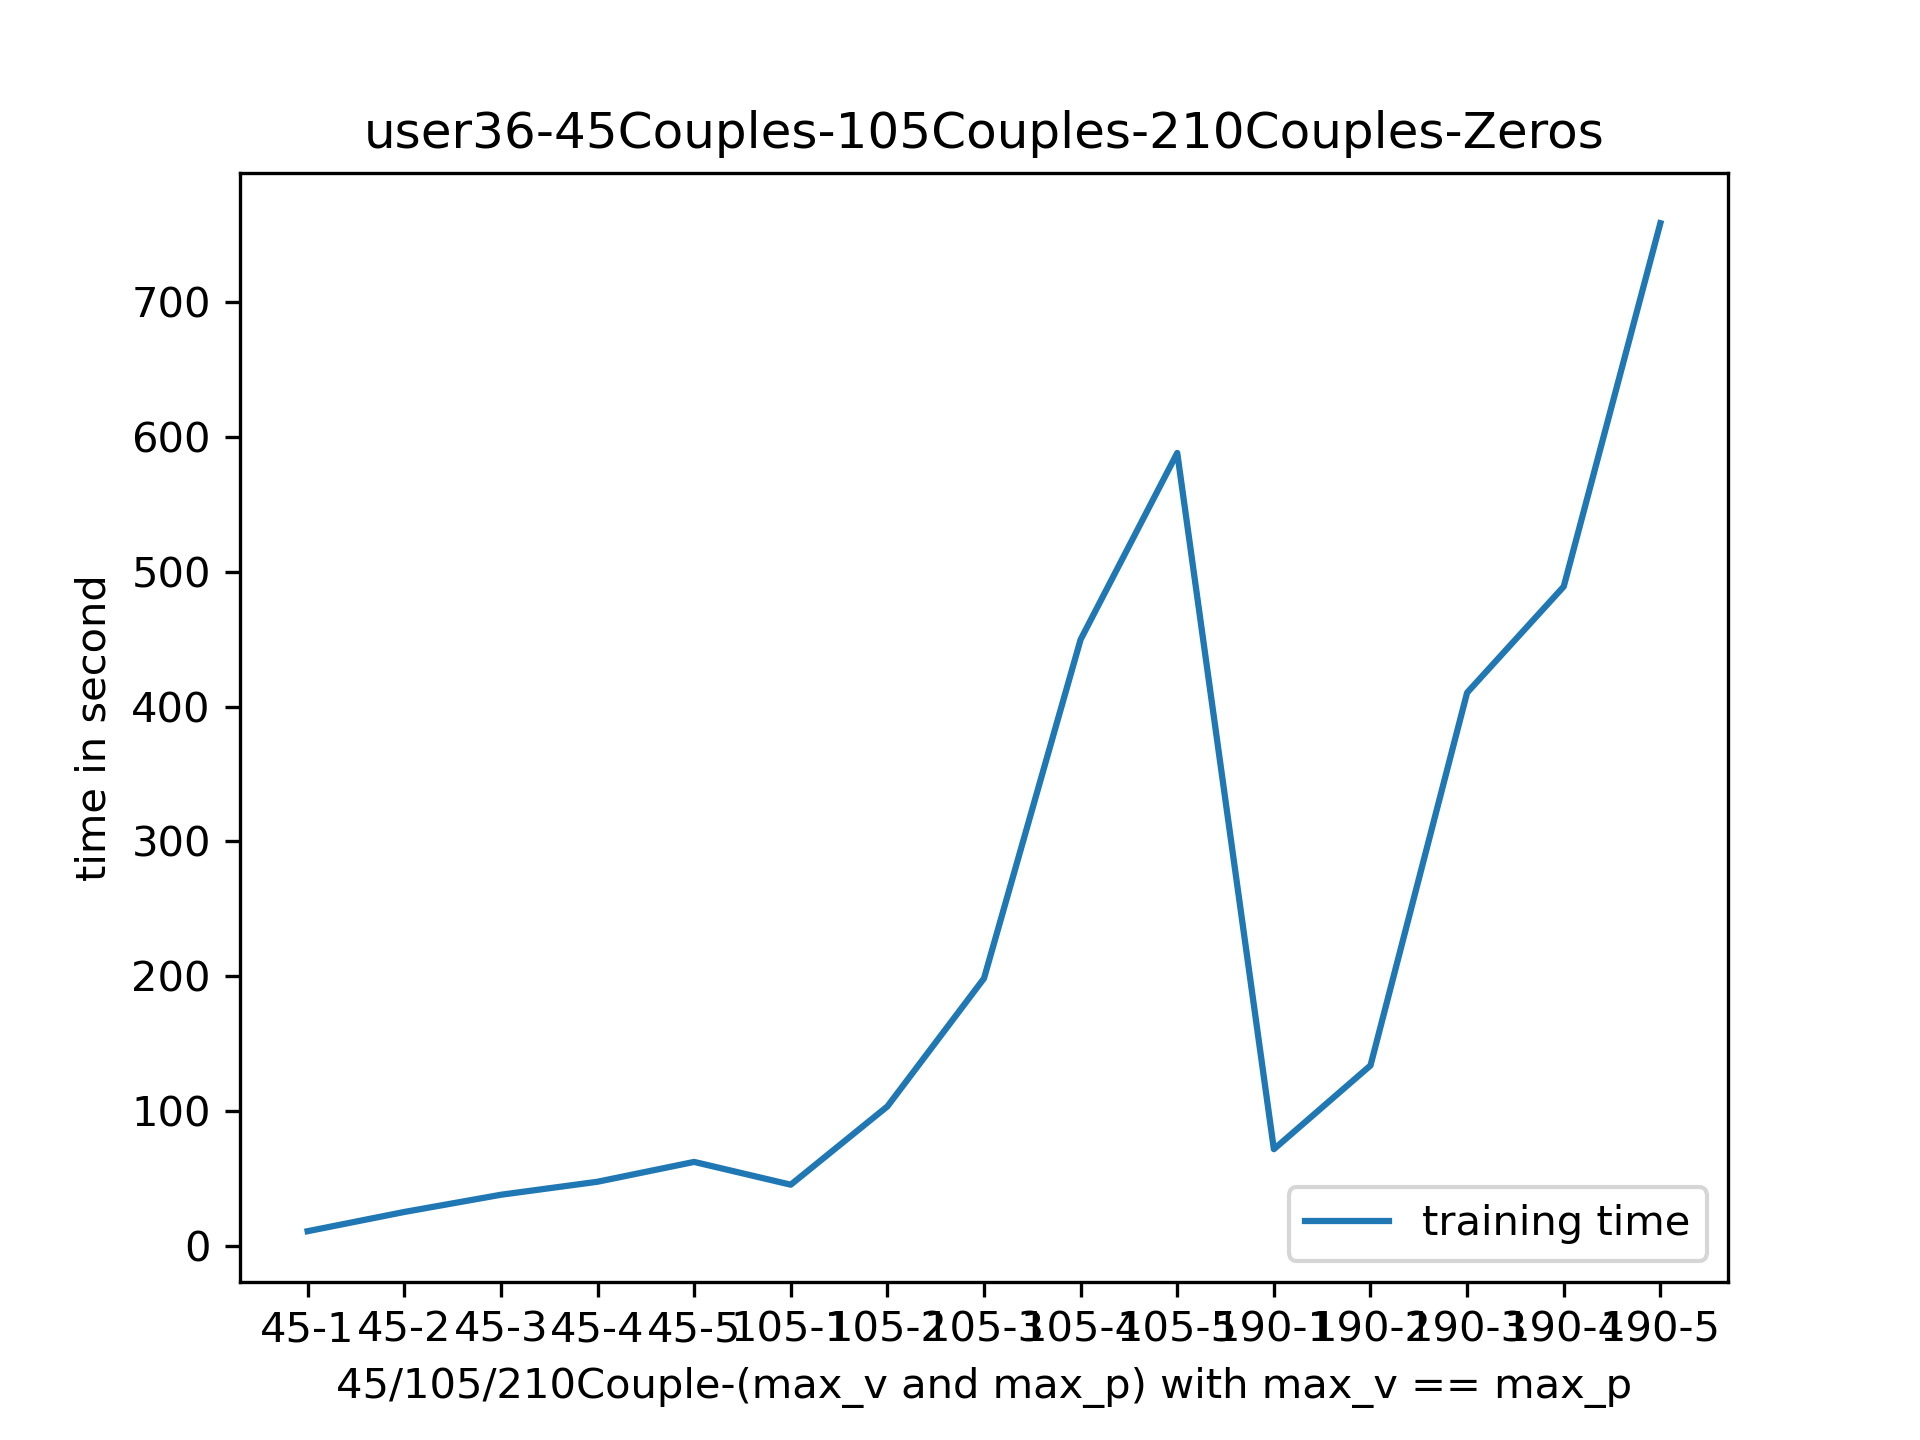 user36-45Couples-105Couples-210Couples-Zeros
time in second
700
600
500
400
300
200
100
0
training time
45-1 45-2 45-3 45-4 45-5 105-1 105-2 105-3 105-4 105-5 190-1 190-2 190-3 190-4 190-5
45/105/210Couple-(max_v and max_p) with max_v == max_p